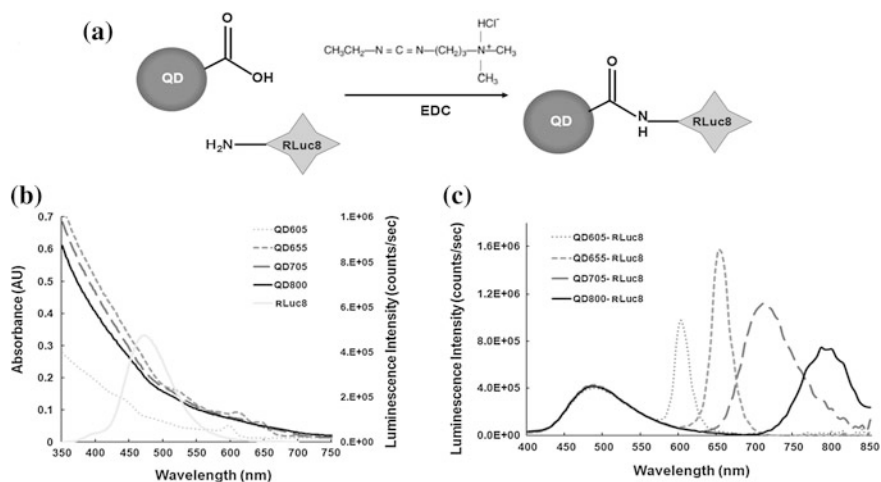 (a)
O
QD
OH
H₂N
RLuc8
HCl⁻
CH₃CH₂—N=C=N—(CH₂)₃—N⁺—CH₃
CH₃
EDC
O
QD
N
H
RLuc8
(b)
Absorbance (AU)
0.7
0.6
0.5
0.4
0.3
0.2
0.1
0
350 400 450 500 550 600 650 700 750
Wavelength (nm)
QD605
QD655
QD705
QD800
RLuc8
1.E+06
8.E+05
6.E+05
4.E+05
2.E+05
0.E+00
Luminescence Intensity (counts/sec)
(c)
Luminescence Intensity (counts/sec)
1.6E+06
1.2E+06
8.0E+05
4.0E+05
0.0E+00
400 450 500 550 600 650 700 750 800 850
Wavelength (nm)
QD605- RLuc8
QD655-RLuc8
QD705- RLuc8
QD800-RLuc8